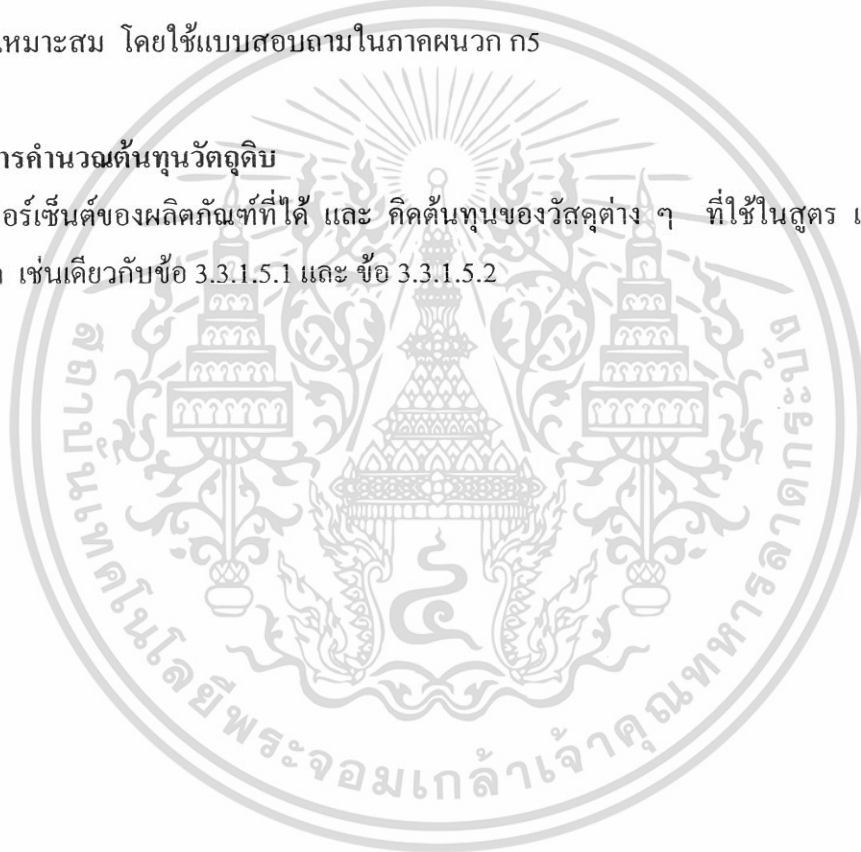 เหมาะสม โดยใช้แบบสอบถามในภาคผนวก ก5
ารคำนวณต้นทุนวัตถุดิบ
อร์เซ็นต์ของผลิตภัณฑ์ที่ได้ และ คิดต้นทุนของวัสดุต่าง ๆ ที่ใช้ในสูตร เ
า เช่นเดียวกับข้อ 3.3.1.5.1 และ ข้อ 3.3.1.5.2
สถาบันเทคโนโลยีพระจอมเกล้าเจ้าคุณทหารลาดกระบัง